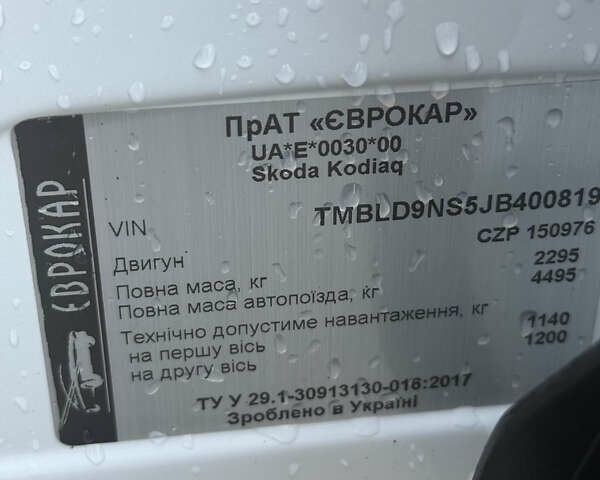 ЄВРОКАР
ПрАТ «ЄВРОКАР»
UA*E*0030*00
Skoda Kodiaq
VIN TMBLD9NS5JB400819
Двигун CZP 150976
Повна маса, кг 2295
Повна маса автопоїзда, кг 4495
Технічно допустиме навантаження, кг
на першу вісь 1140
на другу вісь 1200
ТУ У 29.1-30913130-016:2017
Зроблено в Україні